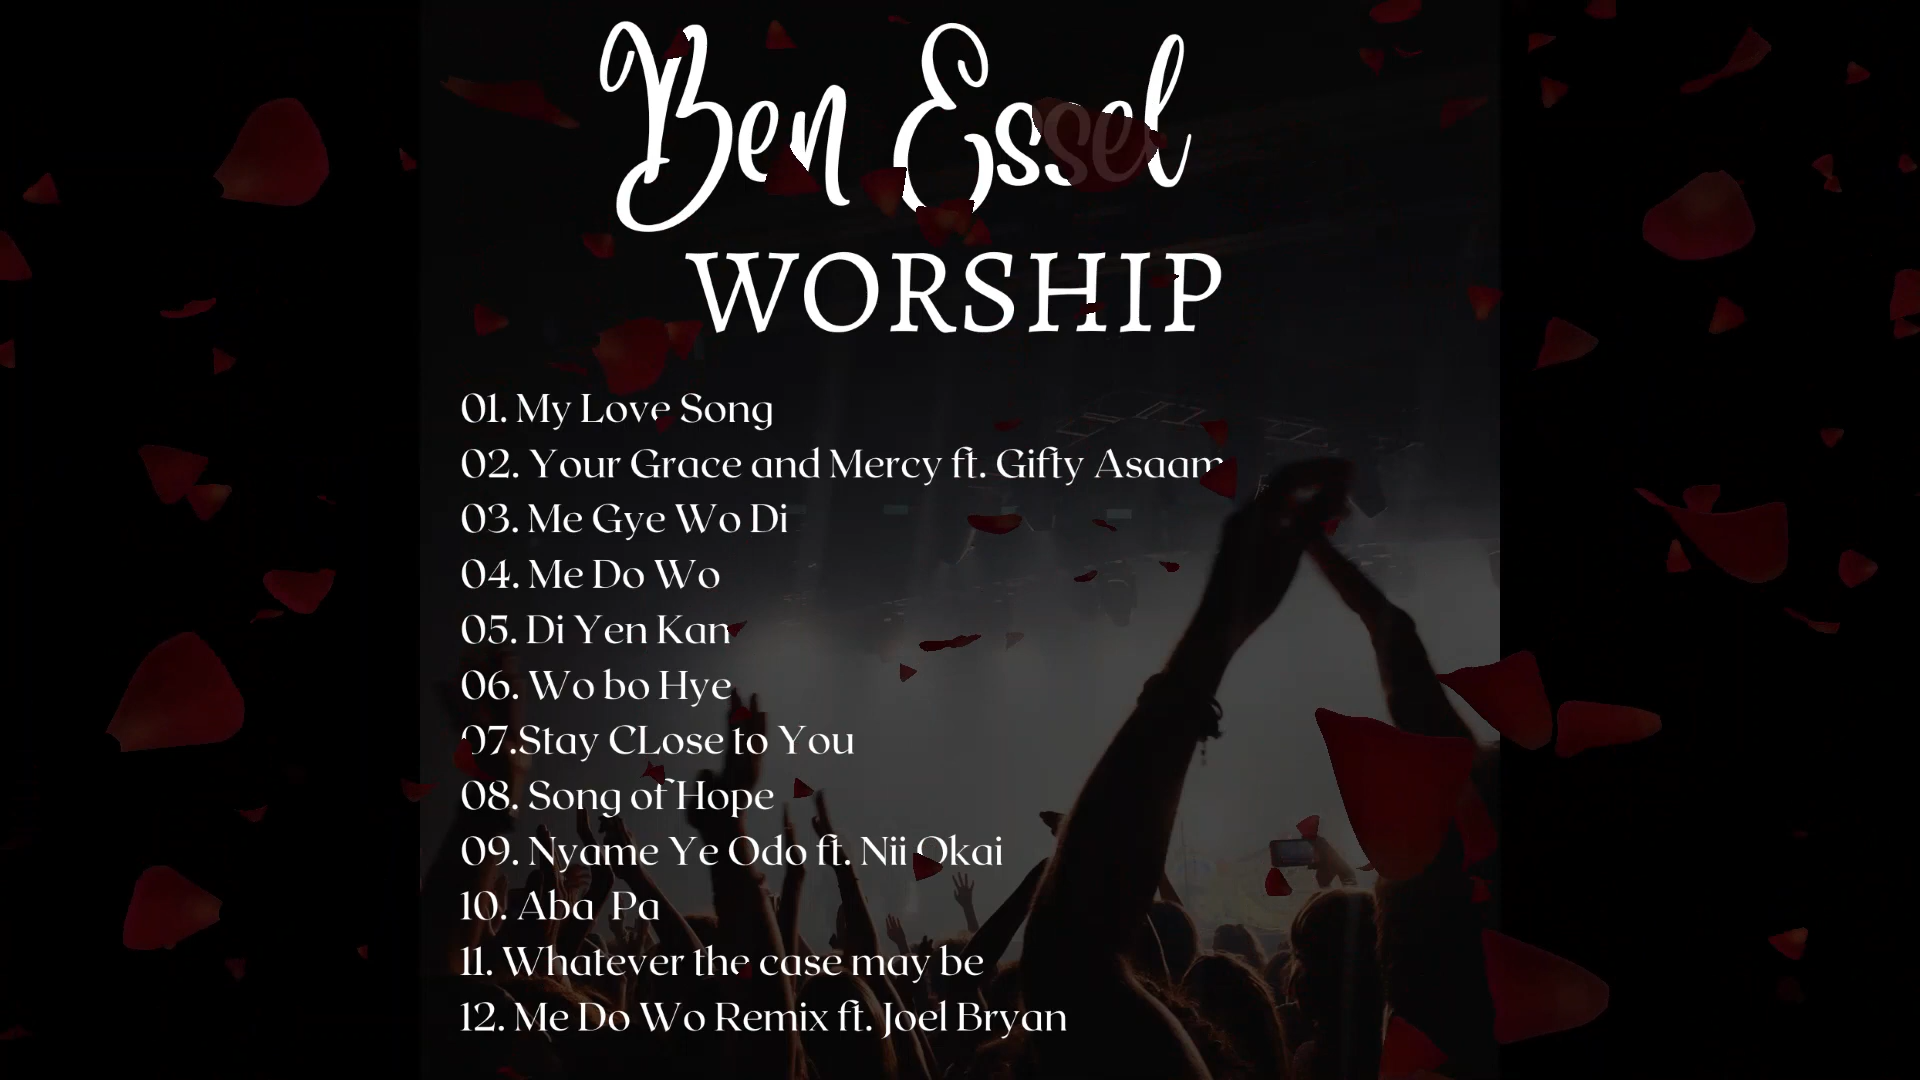 Ben Essel
WORSHIP
01. My Love Song
02. Your Grace and Mercy ft. Gifty Asaam
03. Me Gye Wo Di
04. Me Do Wo
05. Di Yen Kan
06. Wo bo Hye
07.Stay CLose to You
08. Song of Hope
09. Nyame Ye Odo ft. Nii Okai
10. Aba Pa
11. Whatever the case may be
12. Me Do Wo Remix ft. Joel Bryan